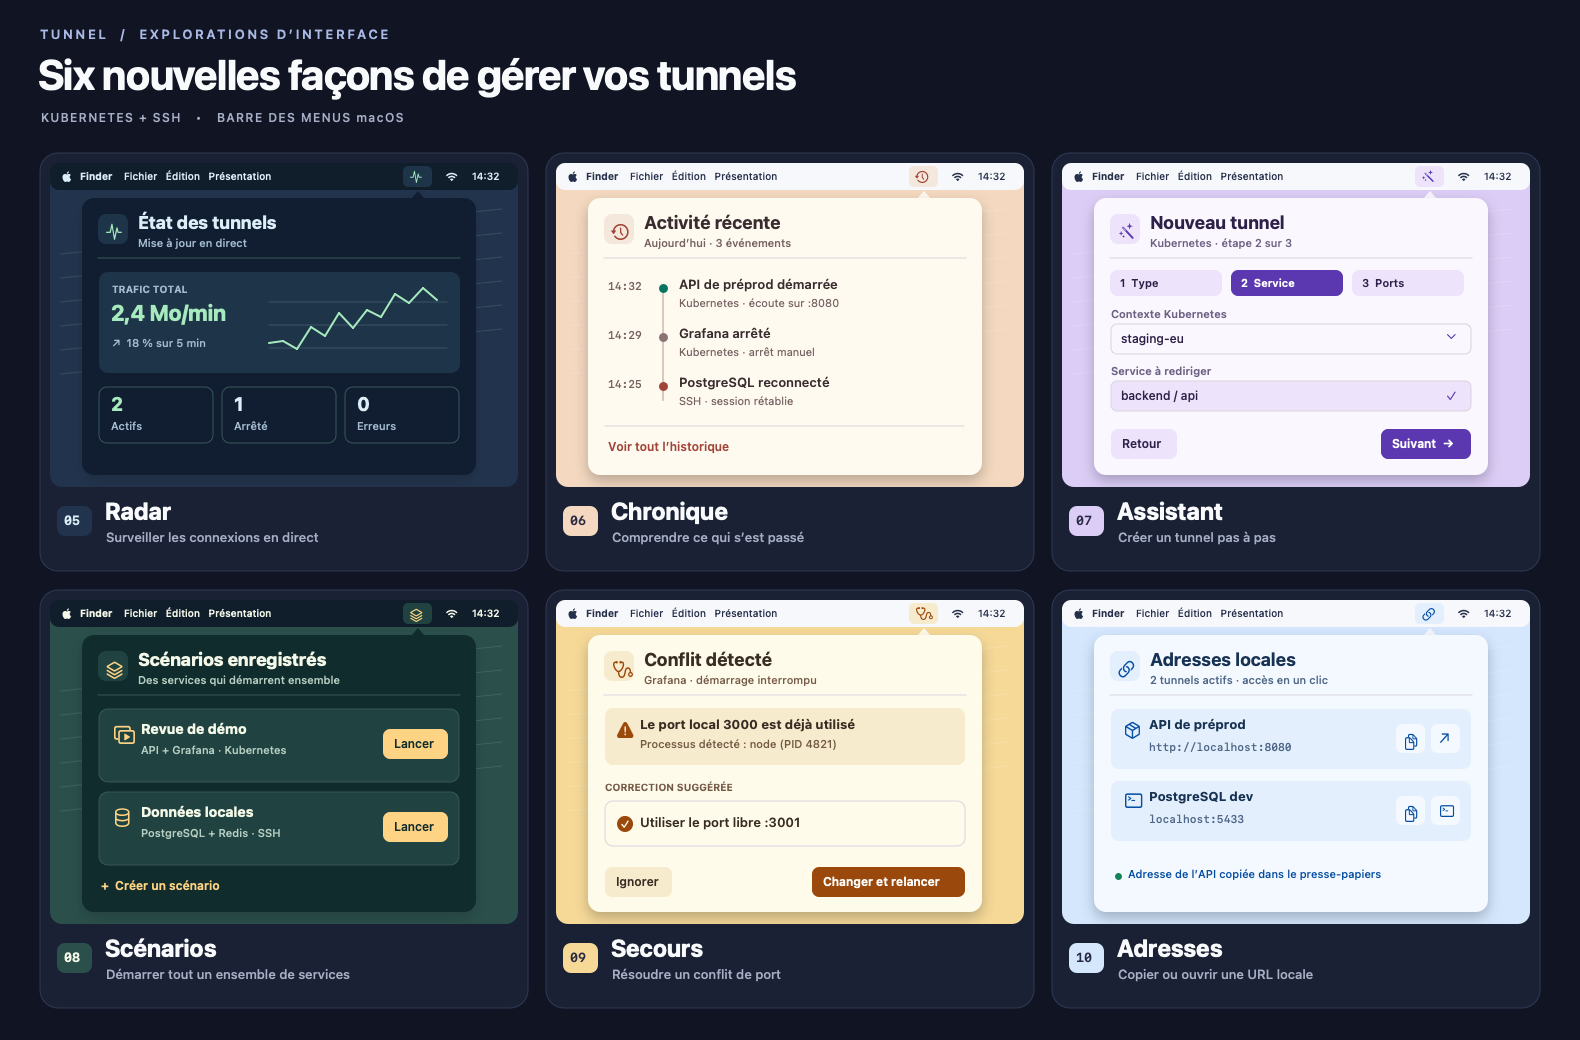 TUNNEL / EXPLORATIONS D’INTERFACE
Six nouvelles façons de gérer vos tunnels
KUBERNETES + SSH • BARRE DES MENUS macOS
Finder Fichier Édition Présentation 14:32
État des tunnels
Mise à jour en direct
TRAFIC TOTAL
2,4 Mo/min
↗ 18 % sur 5 min
2 1 0
Actifs Arrêté Erreurs
05 Radar
Surveiller les connexions en direct
Finder Fichier Édition Présentation 14:32
Activité récente
Aujourd’hui · 3 événements
14:32 API de préprod démarrée
Kubernetes · écoute sur :8080
14:29 Grafana arrêté
Kubernetes · arrêt manuel
14:25 PostgreSQL reconnecté
SSH · session rétablie
Voir tout l’historique
06 Chronique
Comprendre ce qui s’est passé
Finder Fichier Édition Présentation 14:32
Nouveau tunnel
Kubernetes · étape 2 sur 3
1 Type 2 Service 3 Ports
Contexte Kubernetes
staging-eu
Service à rediriger
backend / api
Retour Suivant →
07 Assistant
Créer un tunnel pas à pas
Finder Fichier Édition Présentation 14:32
Scénarios enregistrés
Des services qui démarrent ensemble
Revue de démo
API + Grafana · Kubernetes
Lancer
Données locales
PostgreSQL + Redis · SSH
Lancer
+ Créer un scénario
08 Scénarios
Démarrer tout un ensemble de services
Finder Fichier Édition Présentation 14:32
Conflit détecté
Grafana · démarrage interrompu
Le port local 3000 est déjà utilisé
Processus détecté : node (PID 4821)
CORRECTION SUGGÉRÉE
Utiliser le port libre :3001
Ignorer Changer et relancer
09 Secours
Résoudre un conflit de port
Finder Fichier Édition Présentation 14:32
Adresses locales
2 tunnels actifs · accès en un clic
API de préprod
http://localhost:8080
PostgreSQL dev
localhost:5433
Adresse de l’API copiée dans le presse-papiers
10 Adresses
Copier ou ouvrir une URL locale